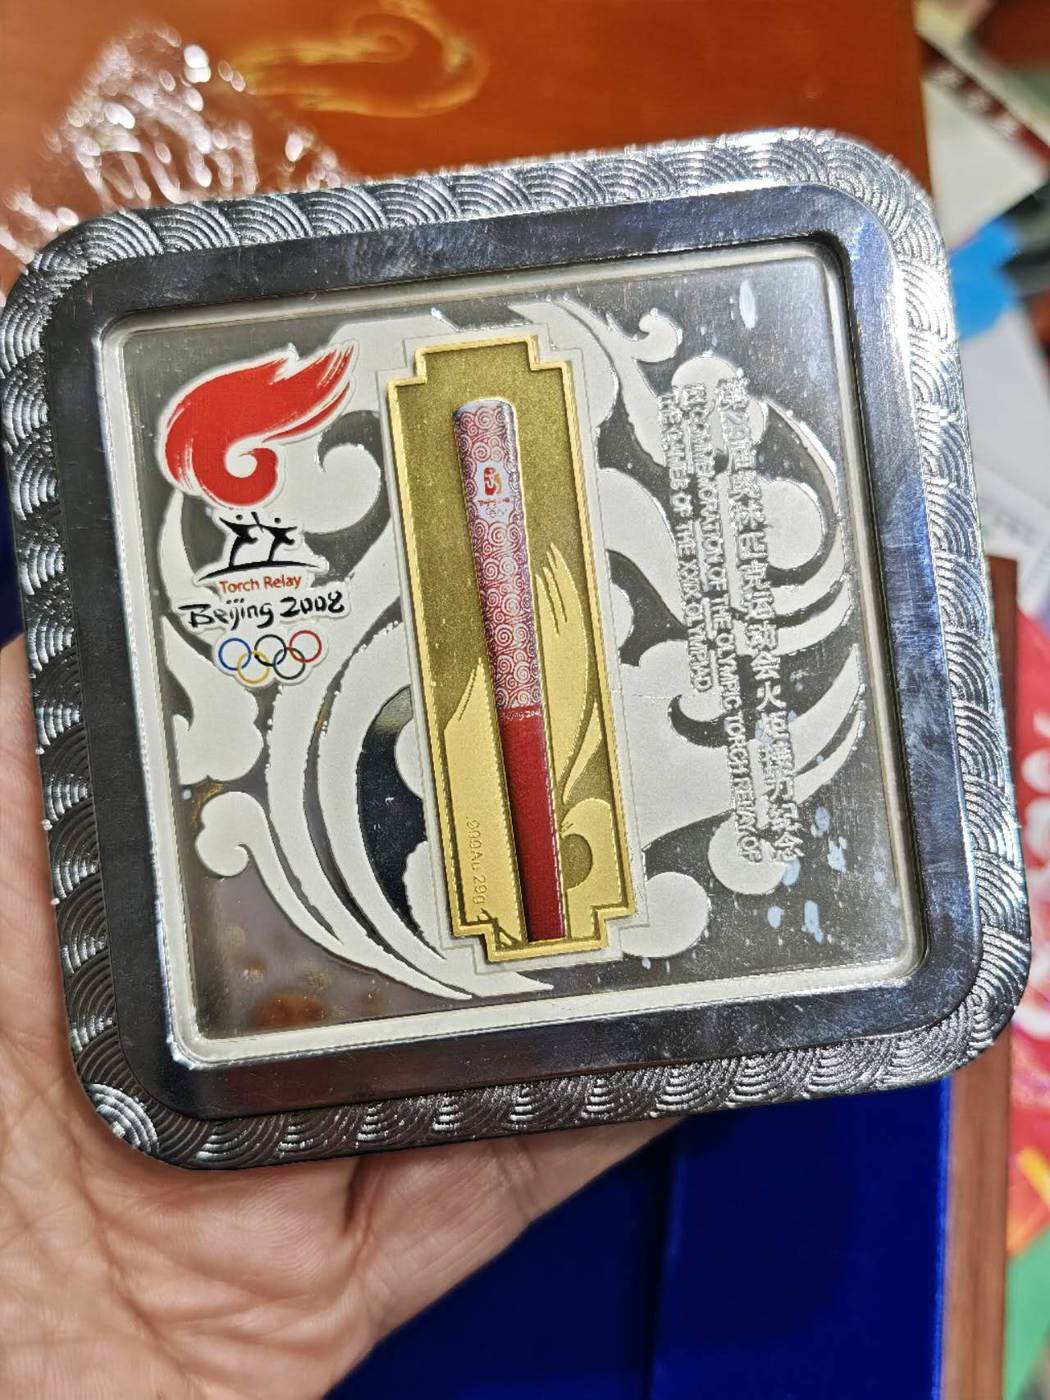 Torch Relay
Beijing 2008
999Au 29g
第29届奥林匹克运动会火炬接力纪念
IN COMMEMORATION OF THE OLYMPIC TORCH RELAY OF
THE GAMES OF THE XXIX OLYMPIAD